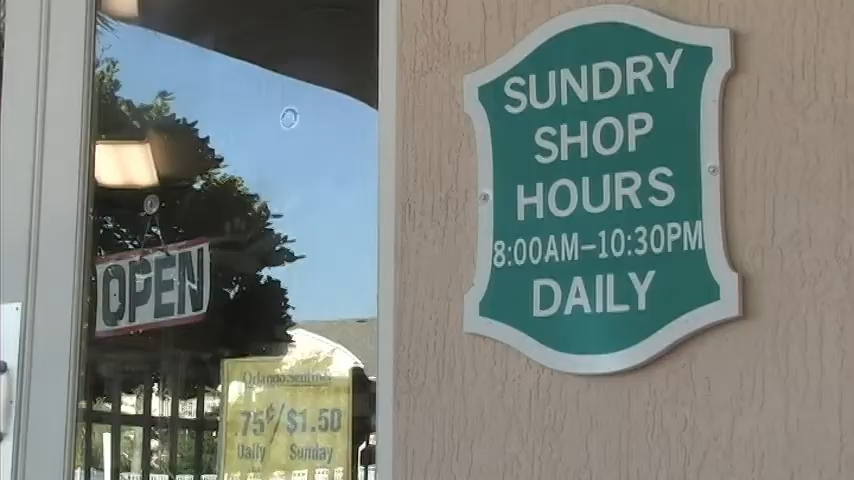 OPEN
Orlando Sentinel
.75¢/$1.50
Daily Sunday
SUNDRY
SHOP
HOURS
8:00AM-10:30PM
DAILY